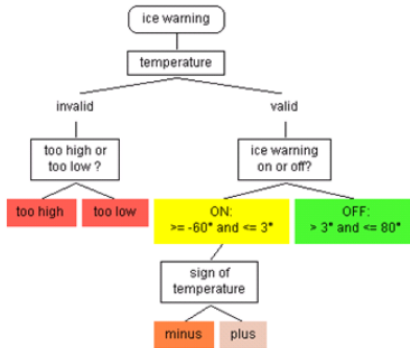 ice warning
temperature
invalid
valid
too high or
too low ?
ice warning
on or off?
too high
too low
ON:
>= -60* and <= 3*
OFF:
> 3* and <= 80*
sign of
temperature
minus
plus